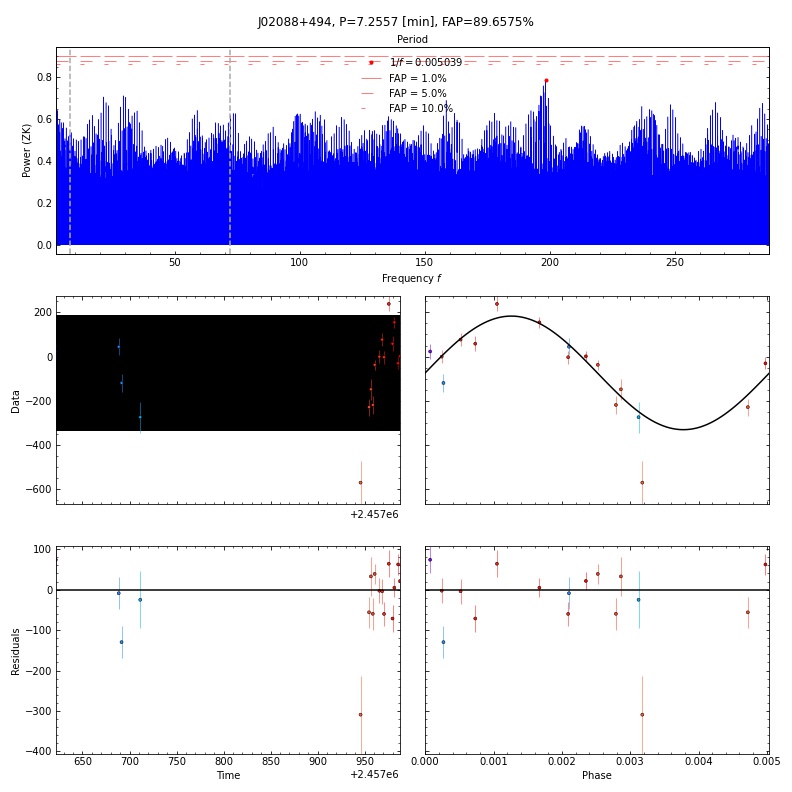 J02088+494, P=7.2557 [min], FAP=89.6575%
Period
1/f = 0.005039
FAP = 1.0%
FAP = 5.0%
FAP = 10.0%
Power (ZK)
0.8
0.6
0.4
0.2
0.0
50 100 150 200 250
Frequency f
Data
200
0
−200
−400
−600
+2.457e6
Residuals
100
0
−100
−200
−300
−400
650 700 750 800 850 900 950
Time
+2.457e6
0.000 0.001 0.002 0.003 0.004 0.005
Phase